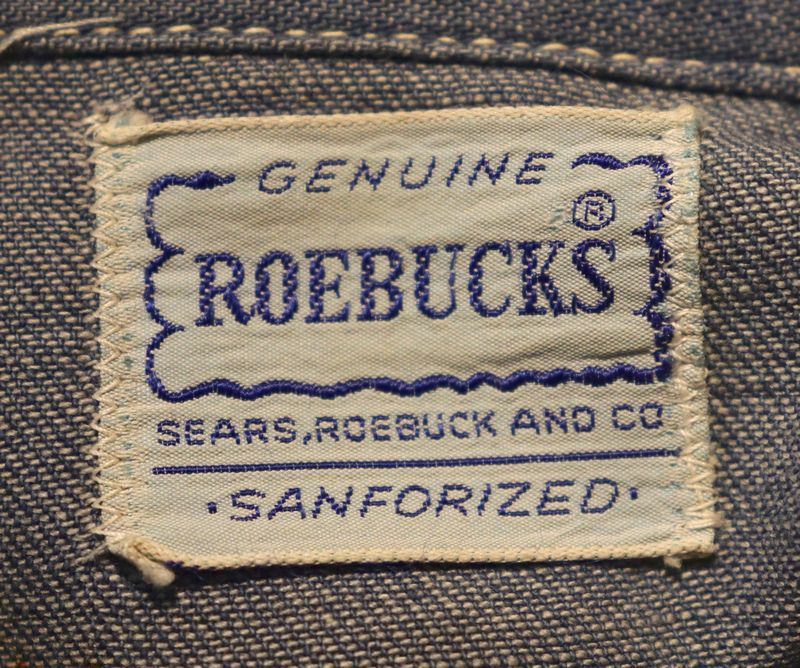 GENUINE
ROEBUCKS®
SEARS, ROEBUCK AND CO
·SANFORIZED·